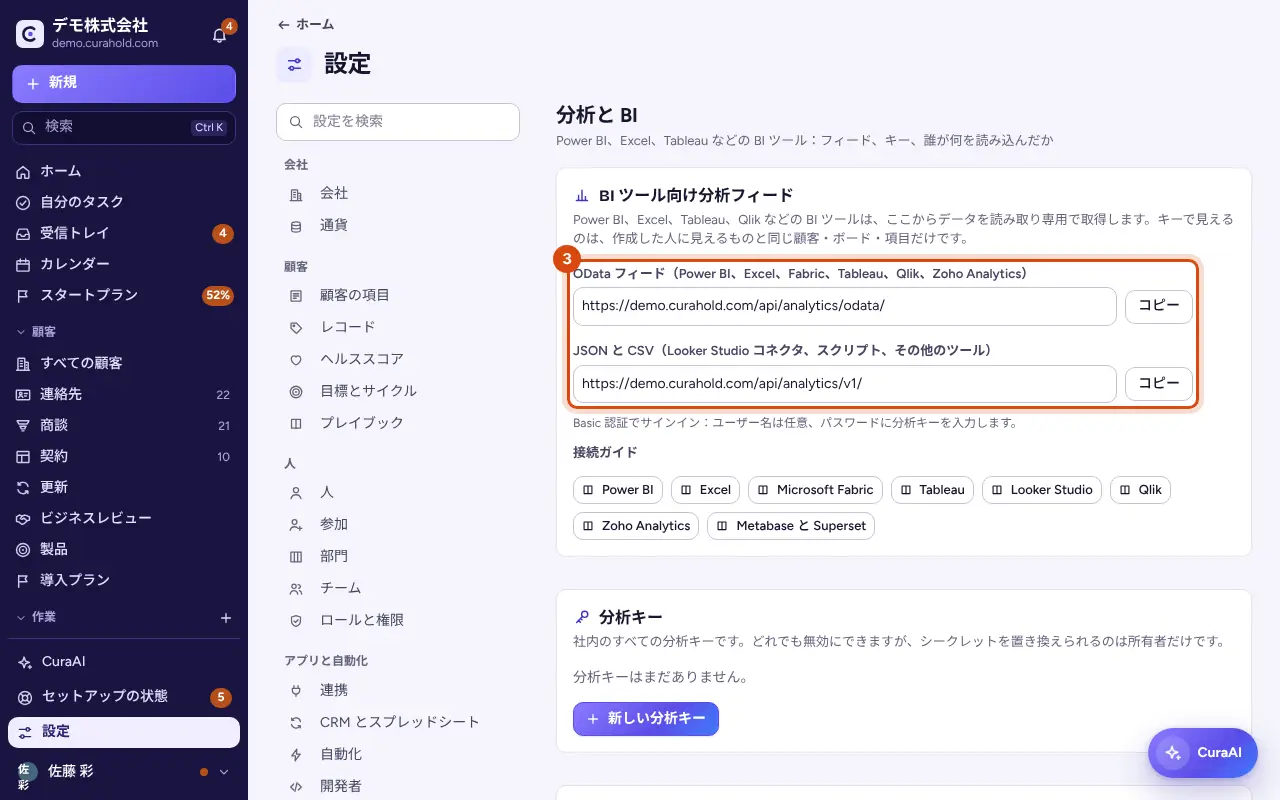 デモ株式会社
demo.curahold.com
4
新規
検索
Ctrl K
ホーム
自分のタスク
受信トレイ
4
カレンダー
スタートプラン
52%
顧客
すべての顧客
連絡先
22
商談
21
契約
10
更新
ビジネスレビュー
製品
導入プラン
作業
CuraAI
セットアップの状態
5
設定
佐
彩
佐藤 彩
ホーム
設定
設定を検索
会社
会社
通貨
顧客
顧客の項目
レコード
ヘルススコア
目標とサイクル
プレイブック
人
人
参加
部門
チーム
ロールと権限
アプリと自動化
連携
CRM とスプレッドシート
自動化
開発者
分析と BI
Power BI、Excel、Tableau などの BI ツール：フィード、キー、誰が何を読み込んだか
BI ツール向け分析フィード
Power BI、Excel、Tableau、Qlik などの BI ツールは、ここからデータを読み取り専用で取得します。キーで見える
のは、作成した人に見えるものと同じ顧客・ボード・項目だけです。
3
OData フィード（Power BI、Excel、Fabric、Tableau、Qlik、Zoho Analytics）
https://demo.curahold.com/api/analytics/odata/
コピー
JSON と CSV（Looker Studio コネクタ、スクリプト、その他のツール）
https://demo.curahold.com/api/analytics/v1/
コピー
Basic 認証でサインイン：ユーザー名は任意、パスワードに分析キーを入力します。
接続ガイド
Power BI
Excel
Microsoft Fabric
Tableau
Looker Studio
Qlik
Zoho Analytics
Metabase と Superset
分析キー
社内のすべての分析キーです。どれでも無効にできますが、シークレットを置き換えられるのは所有者だけです。
分析キーはまだありません。
新しい分析キー
CuraAI